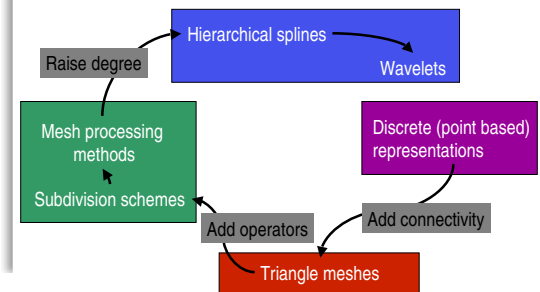 Hierarchical splines
Wavelets
Raise degree
Mesh processing
methods
Subdivision schemes
Discrete (point based)
representations
Add operators
Add connectivity
Triangle meshes